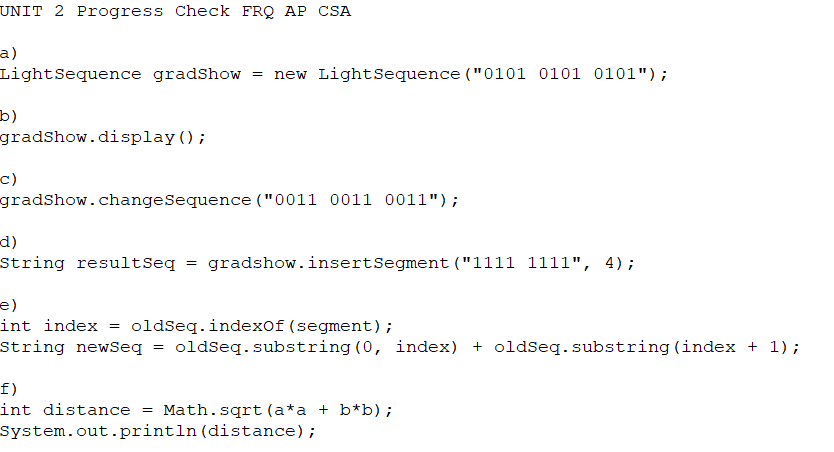 UNIT 2 Progress Check FRQ AP CSA
a)
LightSequence gradShow = new LightSequence("0101 0101 0101");
b)
gradShow.display();
c)
gradShow.changeSequence("0011 0011 0011");
d)
String resultSeq = gradshow.insertSegment("1111 1111", 4);
e)
int index = oldSeq.indexOf(segment);
String newSeq = oldSeq.substring(0, index) + oldSeq.substring(index + 1);
f)
int distance = Math.sqrt(a*a + b*b);
System.out.println(distance);